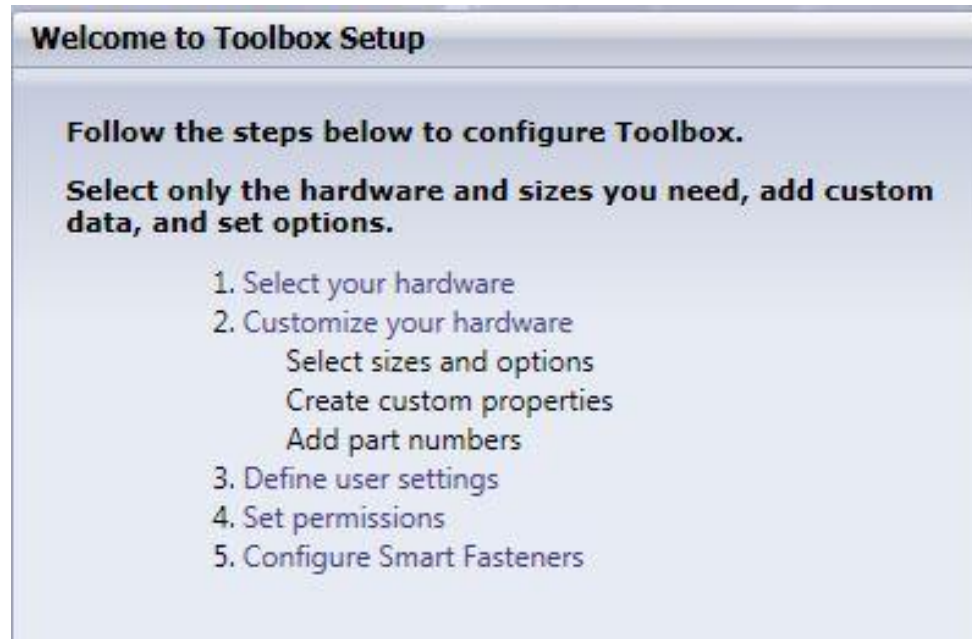 Welcome to Toolbox Setup
Follow the steps below to configure Toolbox.
Select only the hardware and sizes you need, add custom
data, and set options.
1. Select your hardware
2. Customize your hardware
Select sizes and options
Create custom properties
Add part numbers
3. Define user settings
4. Set permissions
5. Configure Smart Fasteners